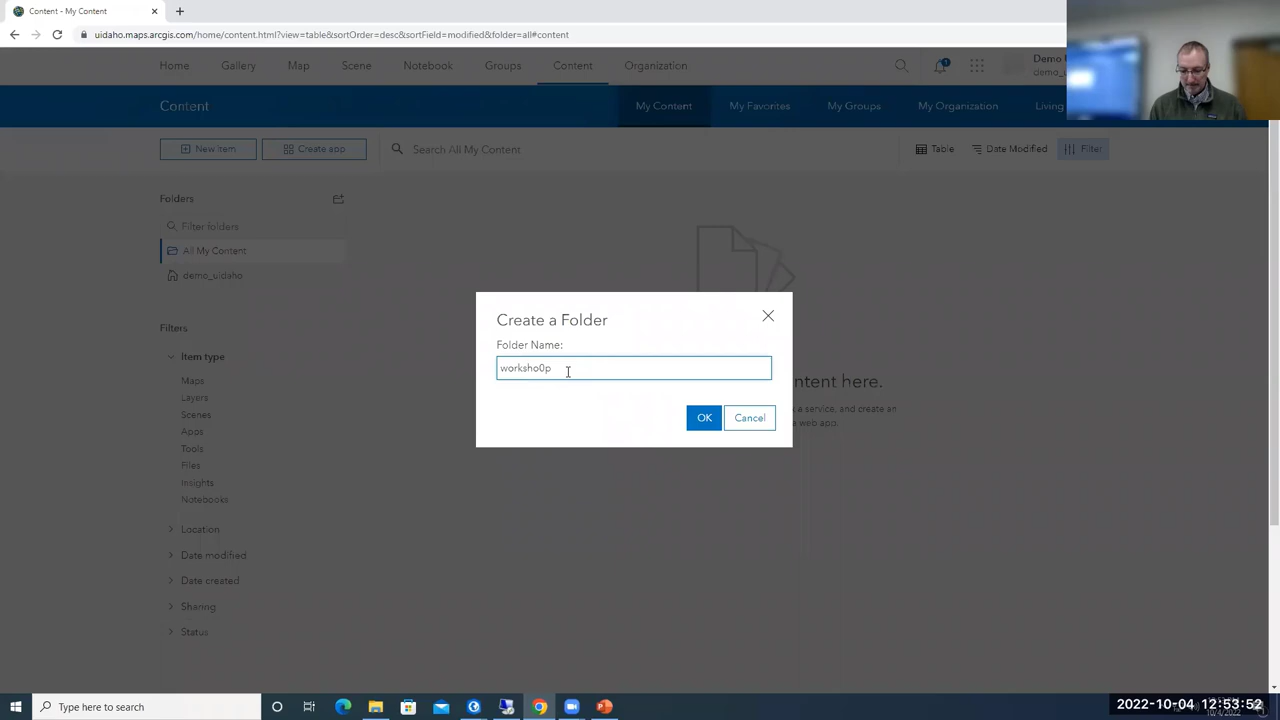 Content - My Content
uidaho.maps.arcgis.com/home/content.html?view=table&sortOrder=desc&sortField=modified&folder=all#content
Home Gallery Map Scene Notebook Groups Content Organization 1 Demo
demo_u
Content My Content My Favorites My Groups My Organization Living
New Item Create app Search All My Content Table Date Modified Filter
Folders
Filter folders
All My Content
demo_uidaho
Filters
Item type
Maps
Layers
Scenes
Apps
Tools
Files
Insights
Notebooks
Location
Date modified
Date created
Sharing
Status
Create a Folder
Folder Name:
worksho0p
OK Cancel
ntent here.
a service, and create an
web app.
Type here to search
2022-10-04 12:53:52